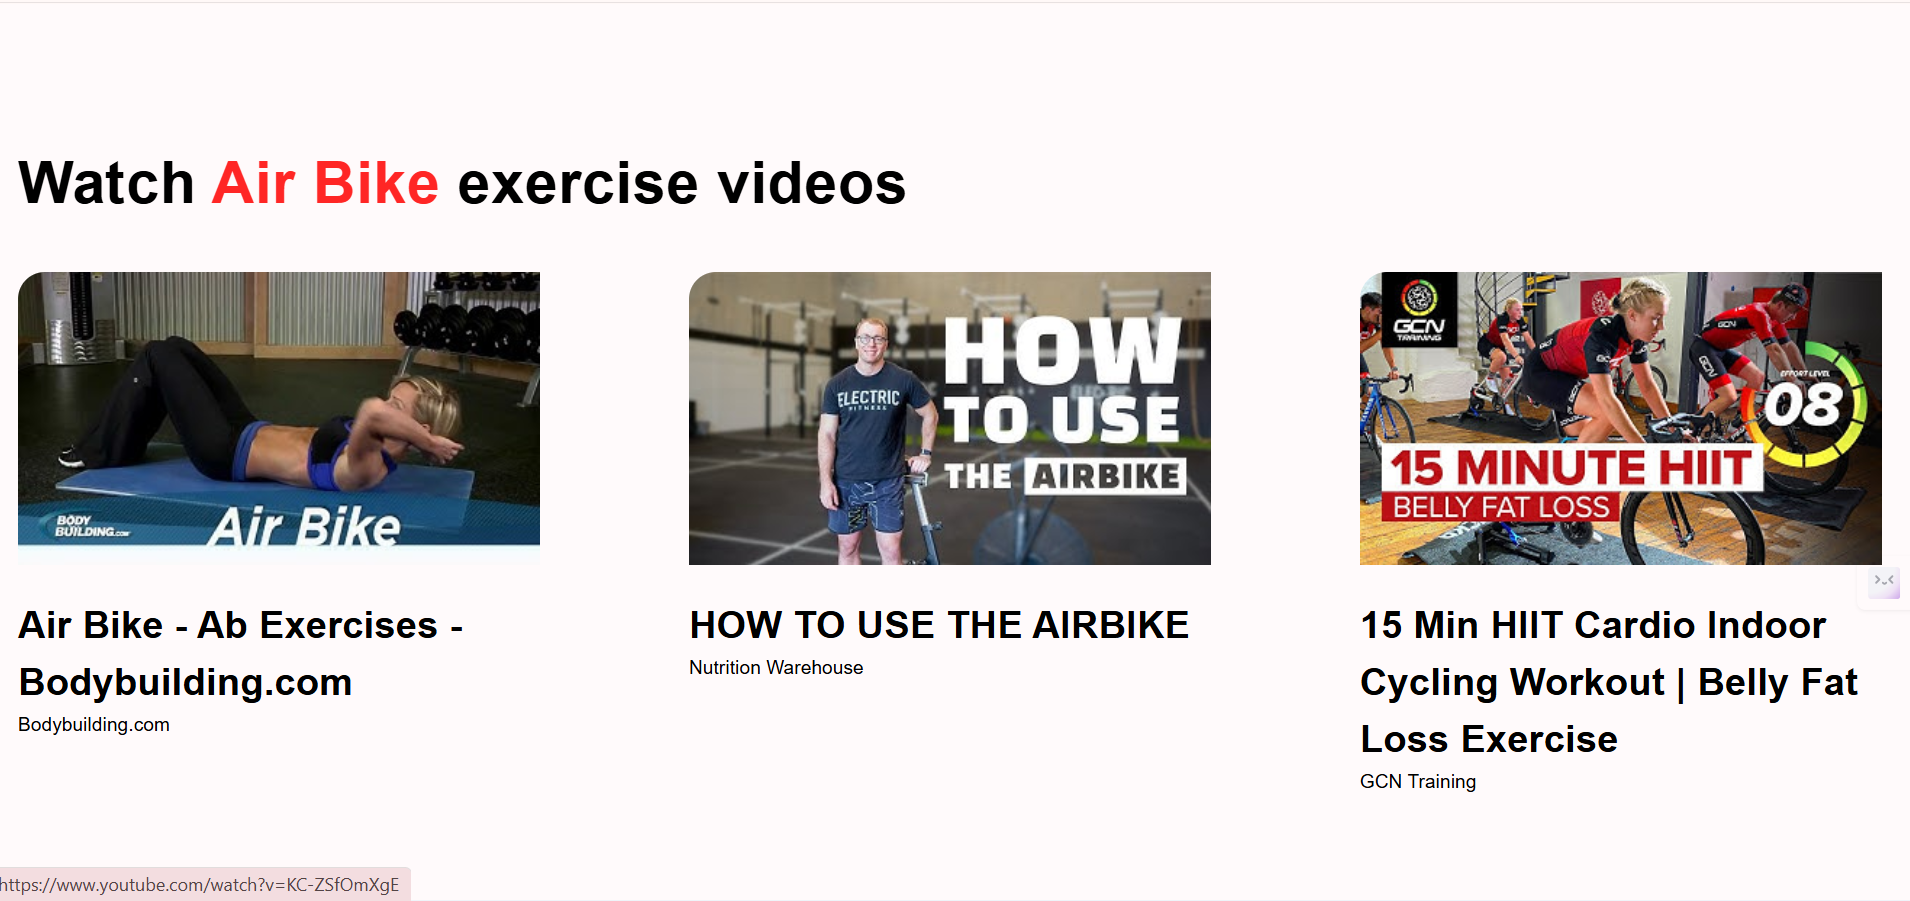 Watch Air Bike exercise videos
BODY
BUILDING.COM
Air Bike
ELECTRIC
FITNESS
HOW
TO USE
THE AIRBIKE
GCN
TRAINING
GCN
EFFORT LEVEL
08
15 MINUTE HIIT
BELLY FAT LOSS
Air Bike - Ab Exercises -
Bodybuilding.com
Bodybuilding.com
HOW TO USE THE AIRBIKE
Nutrition Warehouse
15 Min HIIT Cardio Indoor
Cycling Workout | Belly Fat
Loss Exercise
GCN Training
https://www.youtube.com/watch?v=KC-ZSfOmXgE